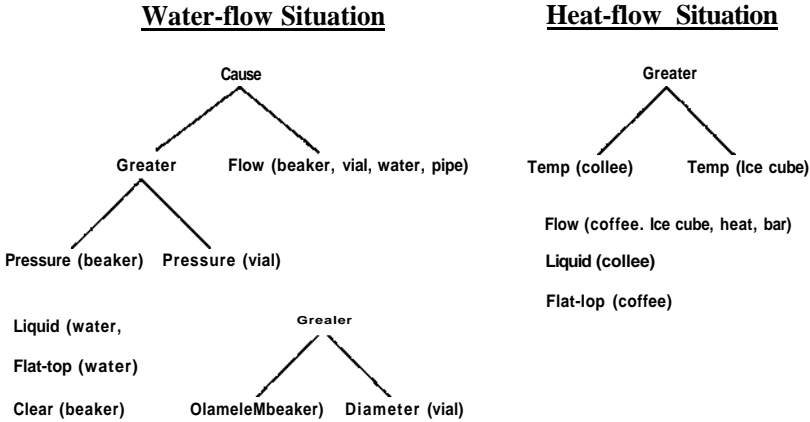 Water-flow Situation
Heat-flow Situation
Cause
Greater
Greater
Flow (beaker, vial, water, pipe)
Temp (collee)
Temp (Ice cube)
Pressure (beaker)
Pressure (vial)
Flow (coffee. Ice cube, heat, bar)
Liquid (collee)
Flat-lop (coffee)
Liquid (water,
Grealer
Flat-top (water)
Clear (beaker)
OlameleMbeaker)
Diameter (vial)